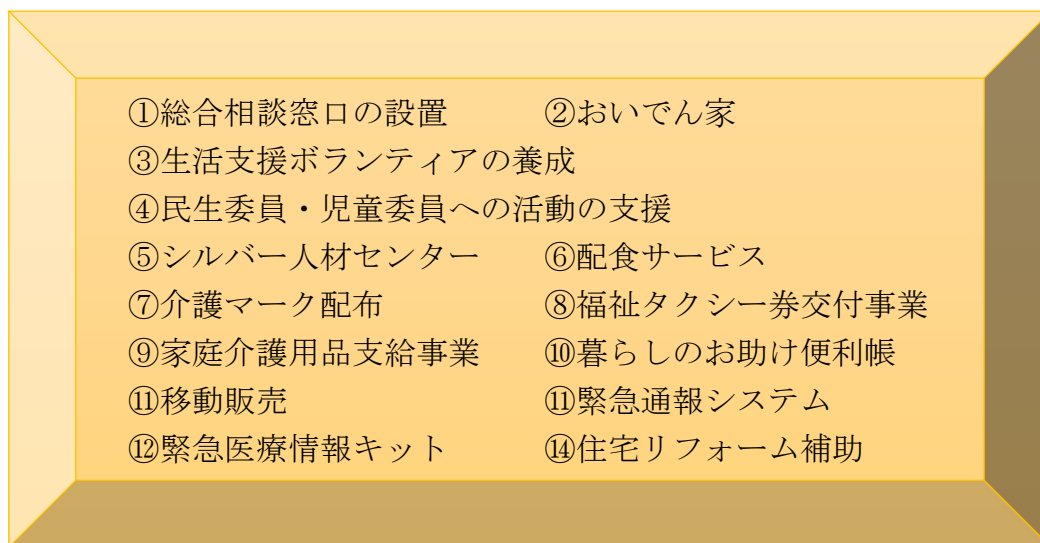 ①総合相談窓口の設置　　　②おいでん家
③生活支援ボランティアの養成
④民生委員・児童委員への活動の支援
⑤シルバー人材センター　　⑥配食サービス
⑦介護マーク配布　　　　　⑧福祉タクシー券交付事業
⑨家庭介護用品支給事業　　⑩暮らしのお助け便利帳
⑪移動販売　　　　　　　　⑪緊急通報システム
⑫緊急医療情報キット　　　⑭住宅リフォーム補助